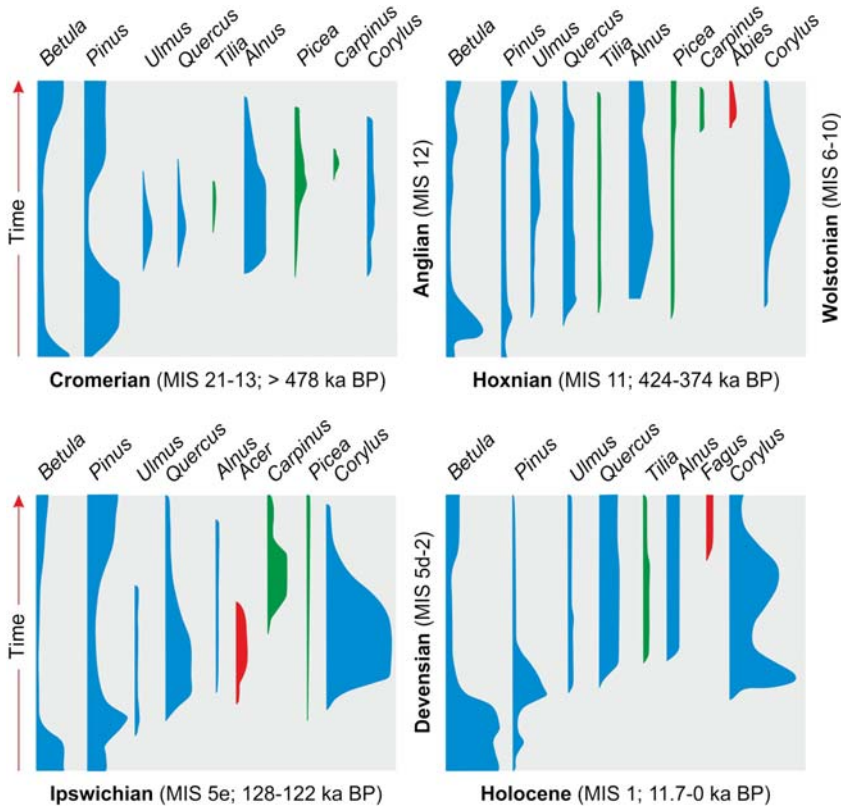 Betula Pinus Ulmus Quercus Tilia Alnus Picea Carpinus Corylus
Time
Cromerian (MIS 21-13; > 478 ka BP)
Anglian (MIS 12)
Betula Pinus Ulmus Quercus Tilia Alnus Picea Carpinus Abies Corylus
Hoxnian (MIS 11; 424-374 ka BP)
Wolstonian (MIS 6-10)
Betula Pinus Ulmus Quercus Alnus Acer Carpinus Picea Corylus
Time
Ipswichian (MIS 5e; 128-122 ka BP)
Devensian (MIS 5d-2)
Betula Pinus Ulmus Quercus Tilia Alnus Fagus Corylus
Holocene (MIS 1; 11.7-0 ka BP)